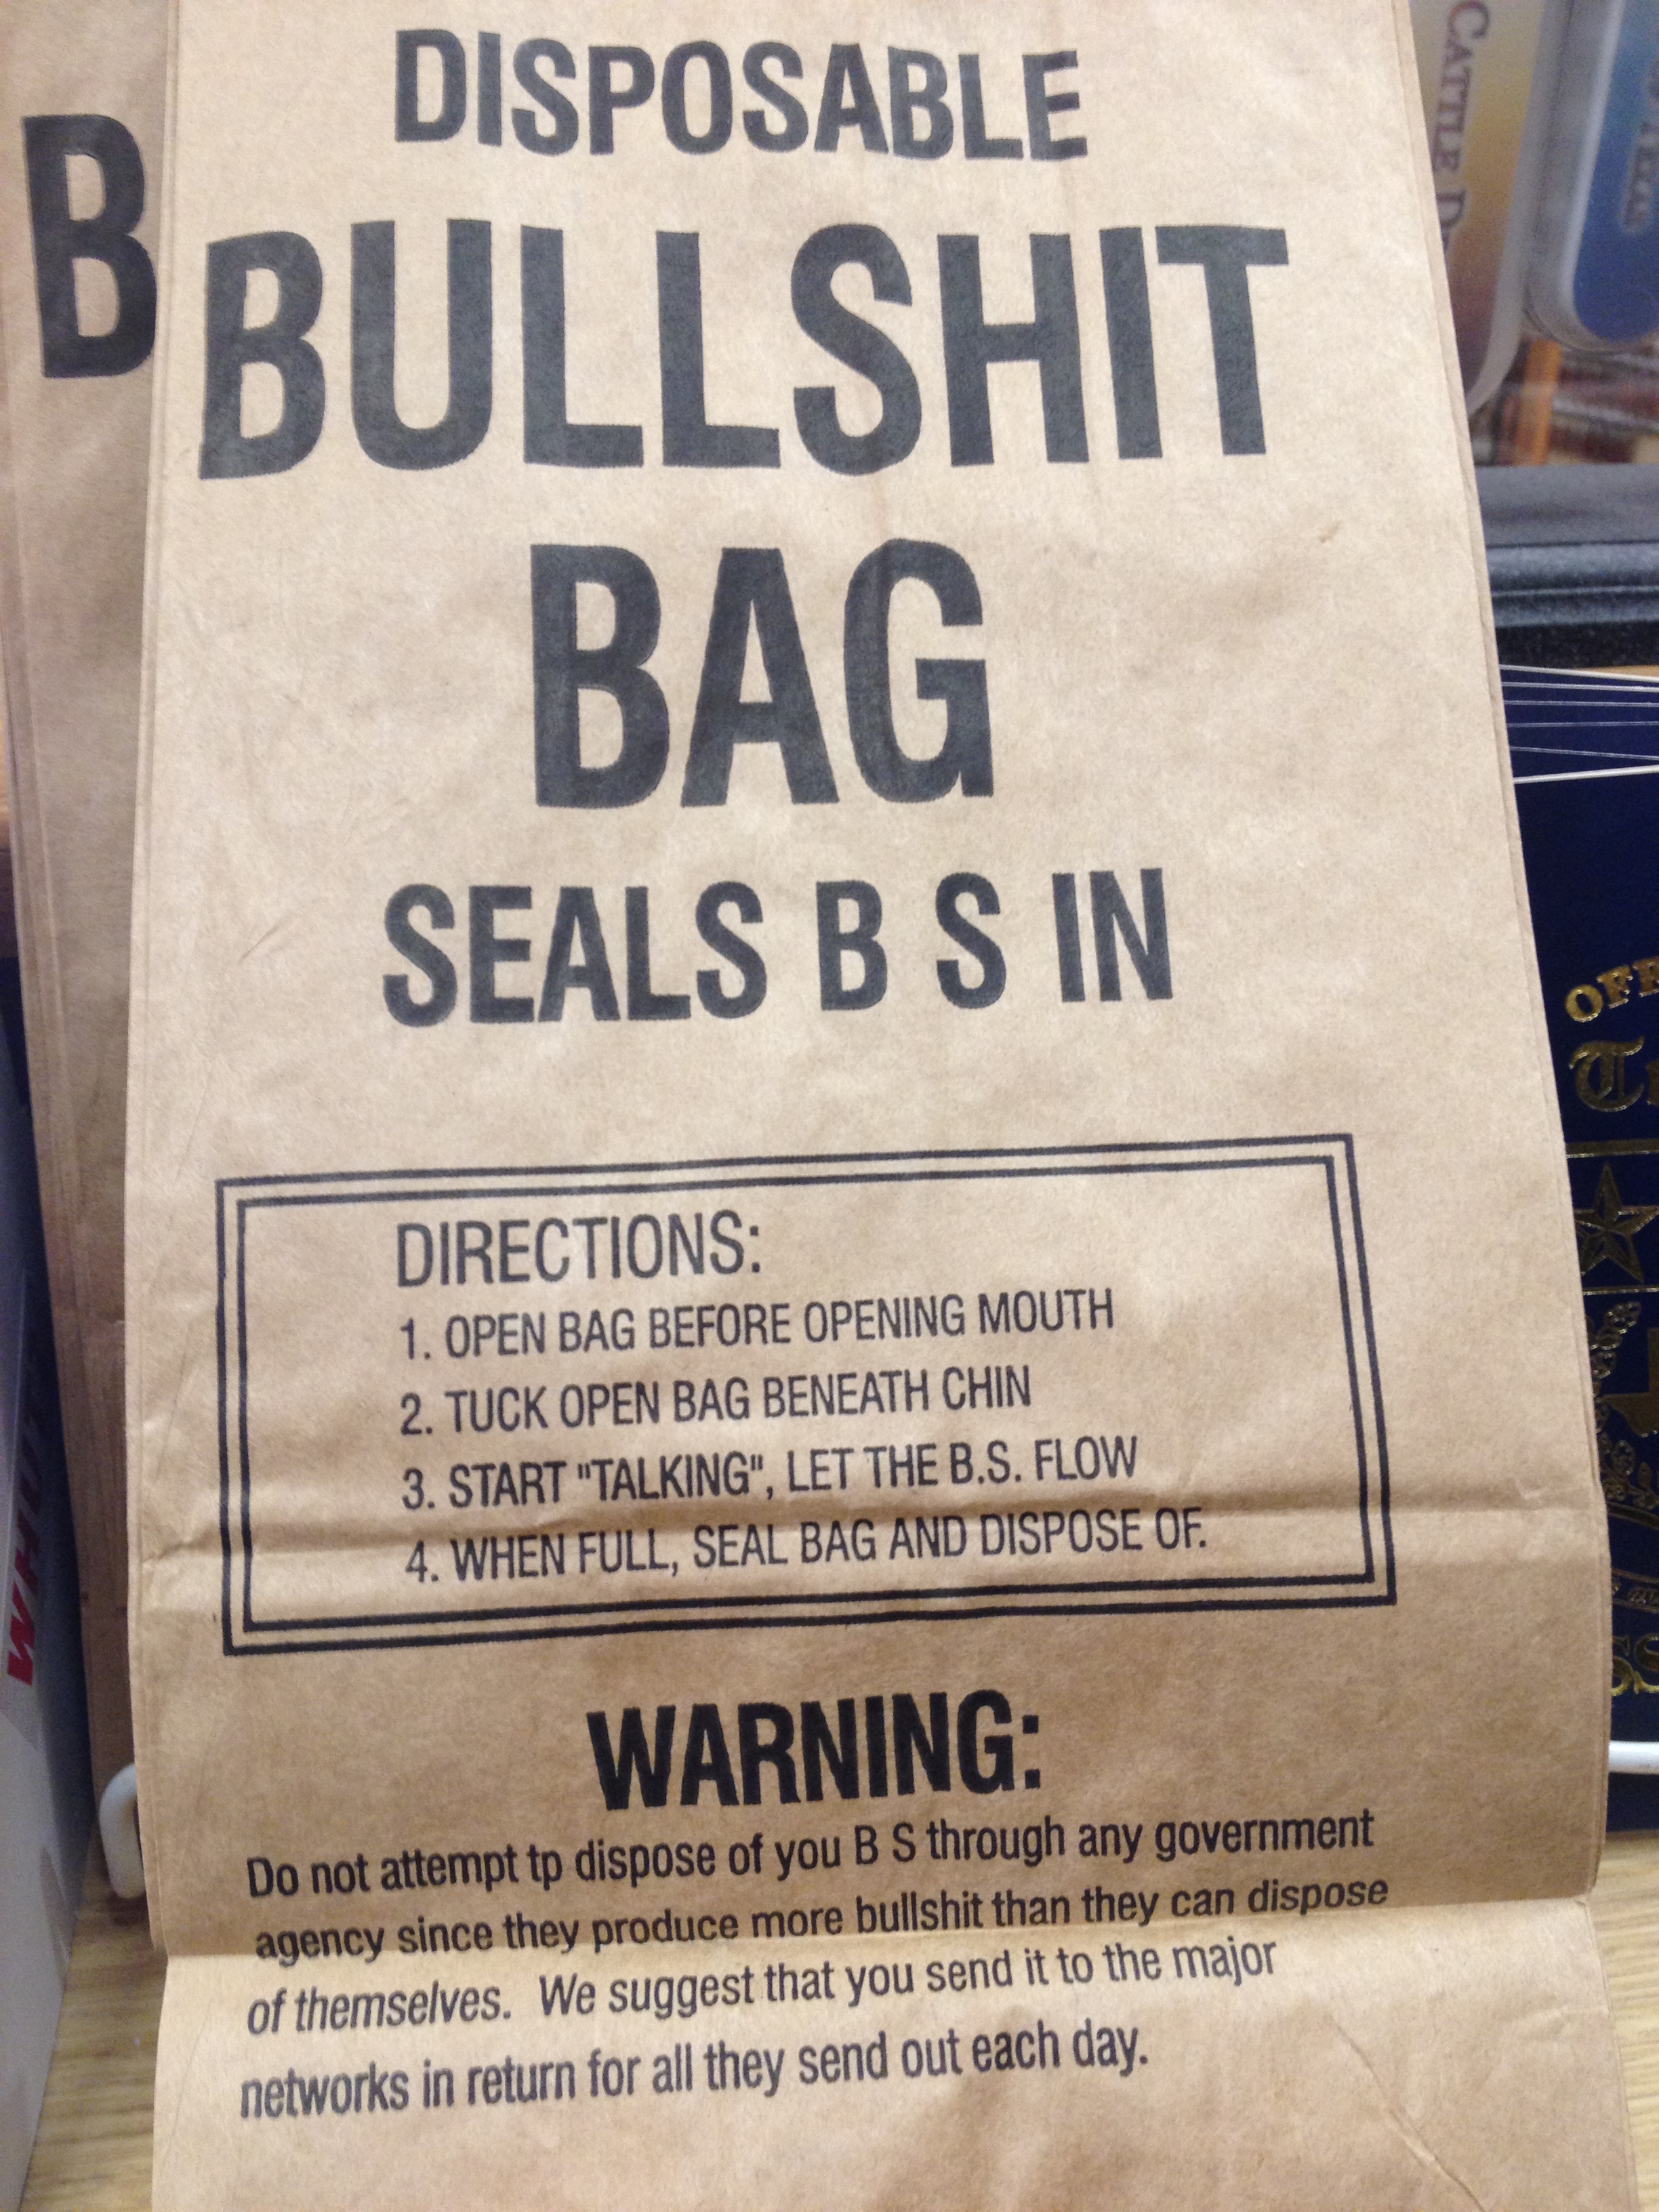 DISPOSABLE
BULLSHIT
BAG
SEALS B S IN
DIRECTIONS:
1. OPEN BAG BEFORE OPENING MOUTH
2. TUCK OPEN BAG BENEATH CHIN
3. START "TALKING", LET THE B.S. FLOW
4. WHEN FULL, SEAL BAG AND DISPOSE OF.
WARNING:
Do not attempt tp dispose of you B S through any government
agency since they produce more bullshit than they can dispose
of themselves. We suggest that you send it to the major
networks in return for all they send out each day.
B
CATTLE